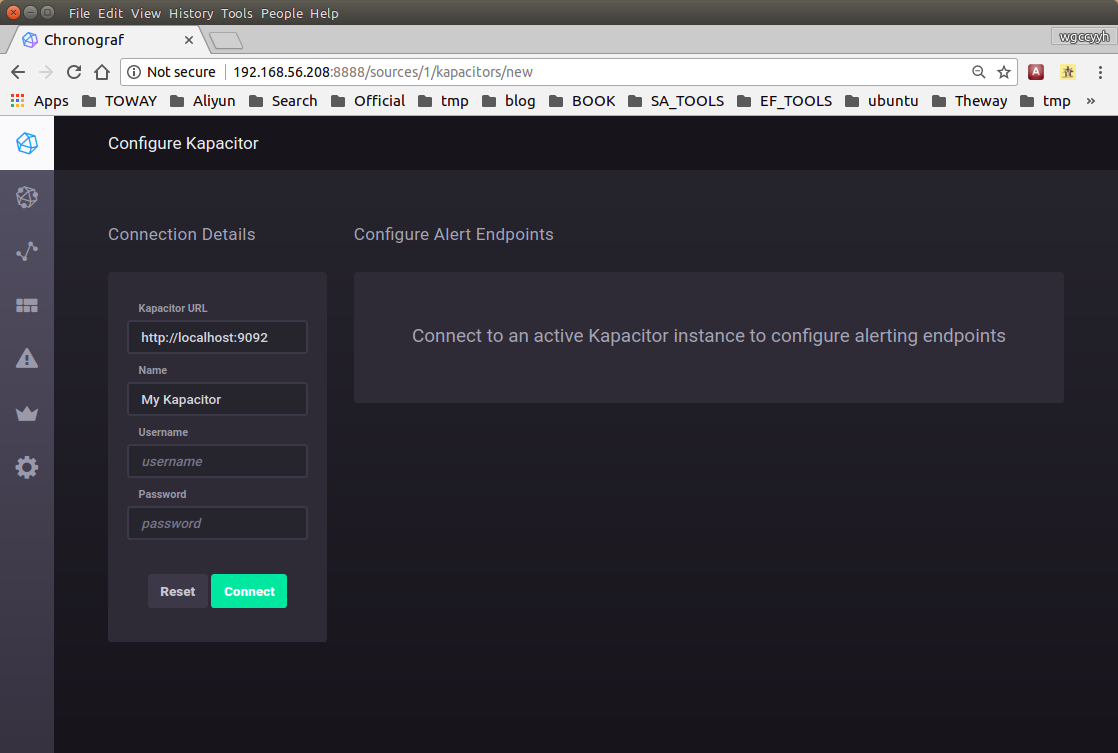 File Edit View History Tools People Help
Chronograf
wgccyyh
Not secure 192.168.56.208:8888/sources/1/kapacitors/new
A
Apps TOWAY Aliyun Search Official tmp blog BOOK SA_TOOLS EF_TOOLS ubuntu Theway tmp »
Configure Kapacitor
Connection Details
Kapacitor URL
http://localhost:9092
Name
My Kapacitor
Username
username
Password
password
Reset Connect
Configure Alert Endpoints
Connect to an active Kapacitor instance to configure alerting endpoints